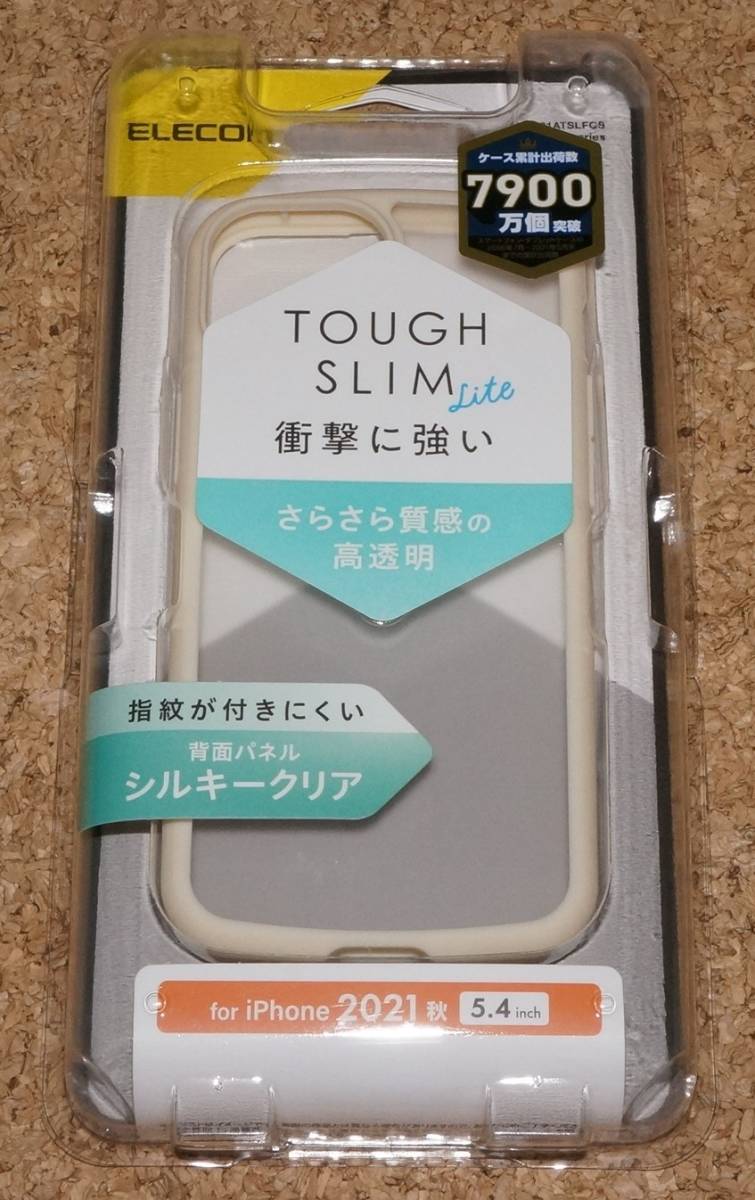 ELECOM
ケース累計出荷数
7900
万個 突破
TOUGH
SLIM
Lite
衝撃に強い
さらさら質感の
高透明
指紋が付きにくい
背面パネル
シルキークリア
for iPhone 2021 秋 5.4 inch